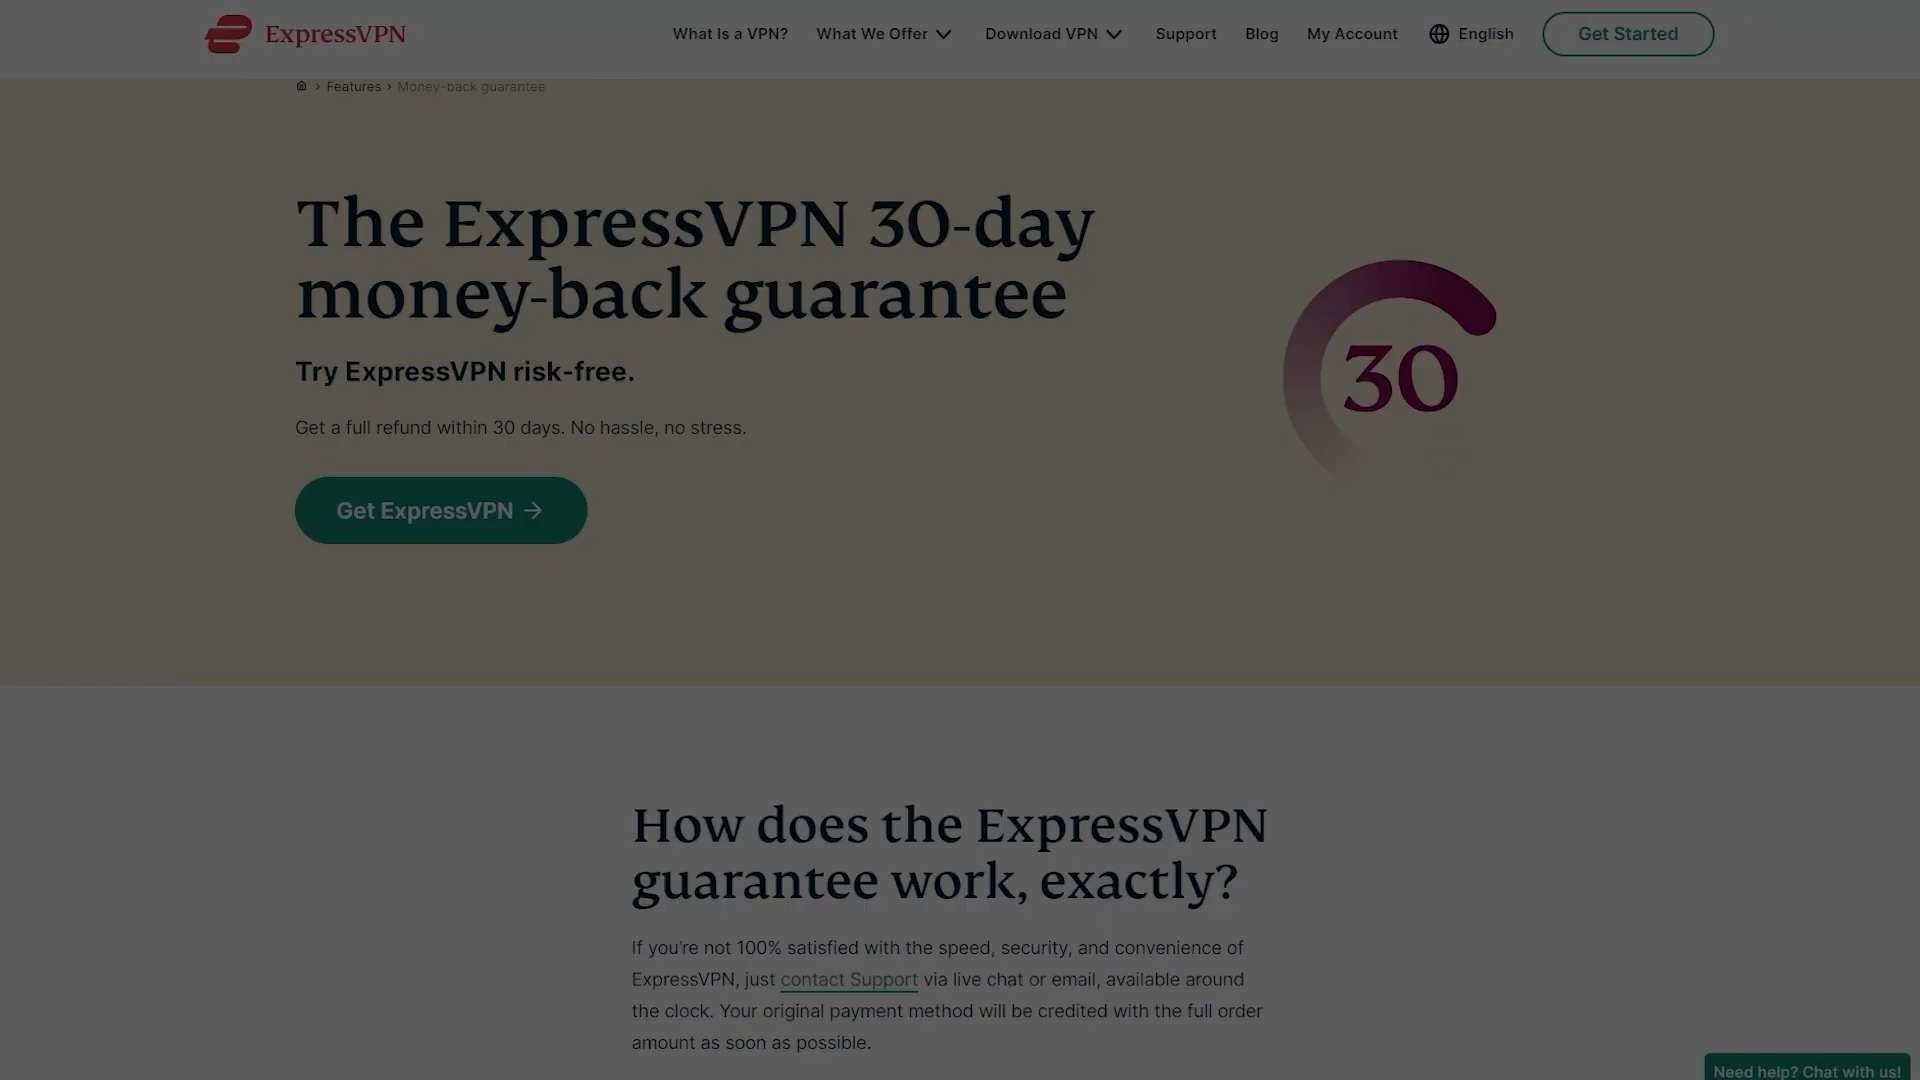 ExpressVPN
What Is a VPN?
What We Offer
Download VPN
Support
Blog
My Account
English
Get Started
Features
Money-back guarantee
The ExpressVPN 30-day
money-back guarantee
Try ExpressVPN risk-free.
Get a full refund within 30 days. No hassle, no stress.
Get ExpressVPN
30
How does the ExpressVPN
guarantee work, exactly?
If you're not 100% satisfied with the speed, security, and convenience of
ExpressVPN, just contact Support via live chat or email, available around
the clock. Your original payment method will be credited with the full order
amount as soon as possible.
Need help? Chat with us!